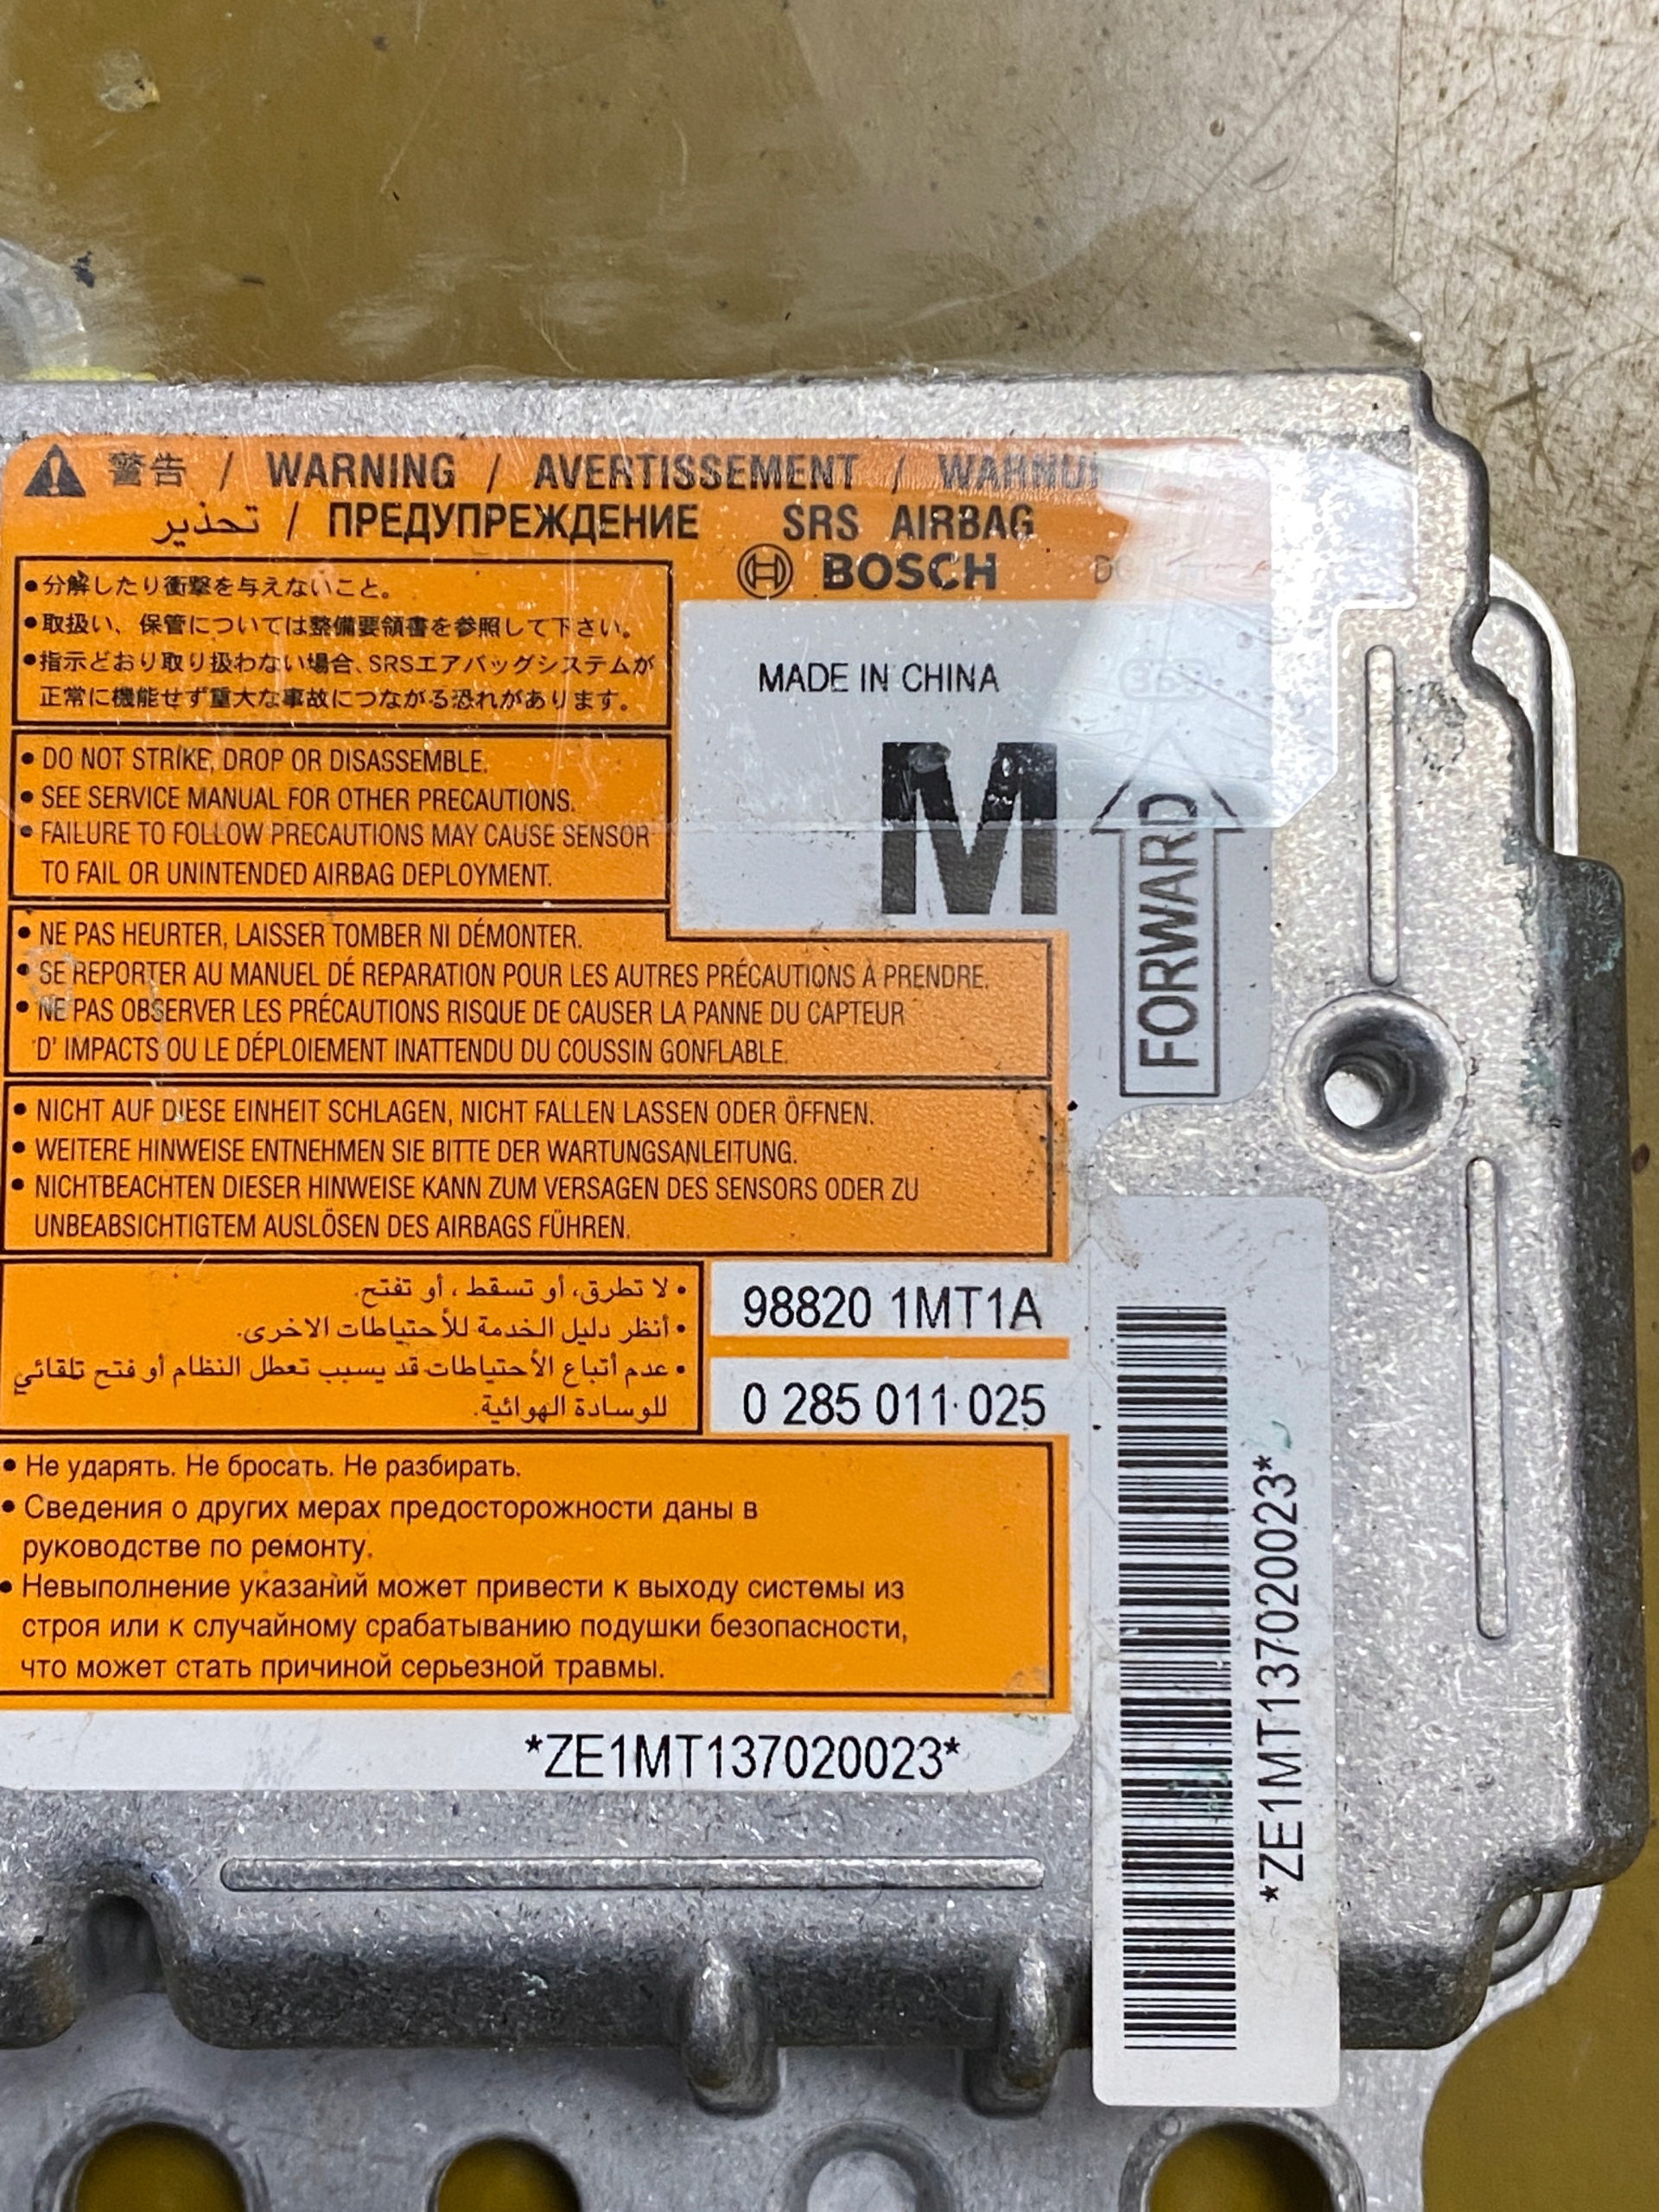 警告 / WARNING / AVERTISSEMENT /
تحذير / ПРЕДУПРЕЖДЕНИЕ SRS AIRBAG
BOSCH
•分解したり衝撃を与えないこと。
•取扱い、保管については整備要領書を参照して下さい。
•指示どおり取り扱わない場合、SRSエアバッグシステムが
正常に機能せず重大な事故につながる恐れがあります。
MADE IN CHINA
M
FORWARD
• DO NOT STRIKE, DROP OR DISASSEMBLE.
• SEE SERVICE MANUAL FOR OTHER PRECAUTIONS.
• FAILURE TO FOLLOW PRECAUTIONS MAY CAUSE SENSOR
TO FAIL OR UNINTENDED AIRBAG DEPLOYMENT.
• NE PAS HEURTER, LAISSER TOMBER NI DÉMONTER.
• SE REPORTER AU MANUEL DÉ REPARATION POUR LES AUTRES PRÉCAUTIONS À PRENDRE.
• NE PAS OBSERVER LES PRÉCAUTIONS RISQUE DE CAUSER LA PANNE DU CAPTEUR
D' IMPACTS OU LE DÉPLOIEMENT INATTENDU DU COUSSIN GONFLABLE.
• NICHT AUF DIESE EINHEIT SCHLAGEN, NICHT FALLEN LASSEN ODER ÖFFNEN.
• WEITERE HINWEISE ENTNEHMEN SIE BITTE DER WARTUNGSANLEITUNG.
• NICHTBEACHTEN DIESER HINWEISE KANN ZUM VERSAGEN DES SENSORS ODER ZU
UNBEABSICHTIGTEM AUSLÖSEN DES AIRBAGS FÜHREN.
• لا تطرق، أو تسقط ، أو تفتح.
• أنظر دليل الخدمة للأحتياطات الاخرى.
• عدم أتباع الأحتياطات قد يسبب تعطل النظام أو فتح تلقائي
للوسادة الهوائية.
98820 1MT1A
0 285 011 025
• Не ударять. Не бросать. Не разбирать.
• Сведения о других мерах предосторожности даны в
руководстве по ремонту.
• Невыполнение указаний может привести к выходу системы из
строя или к случайному срабатыванию подушки безопасности,
что может стать причиной серьезной травмы.
*ZE1MT137020023*
*ZE1MT137020023*